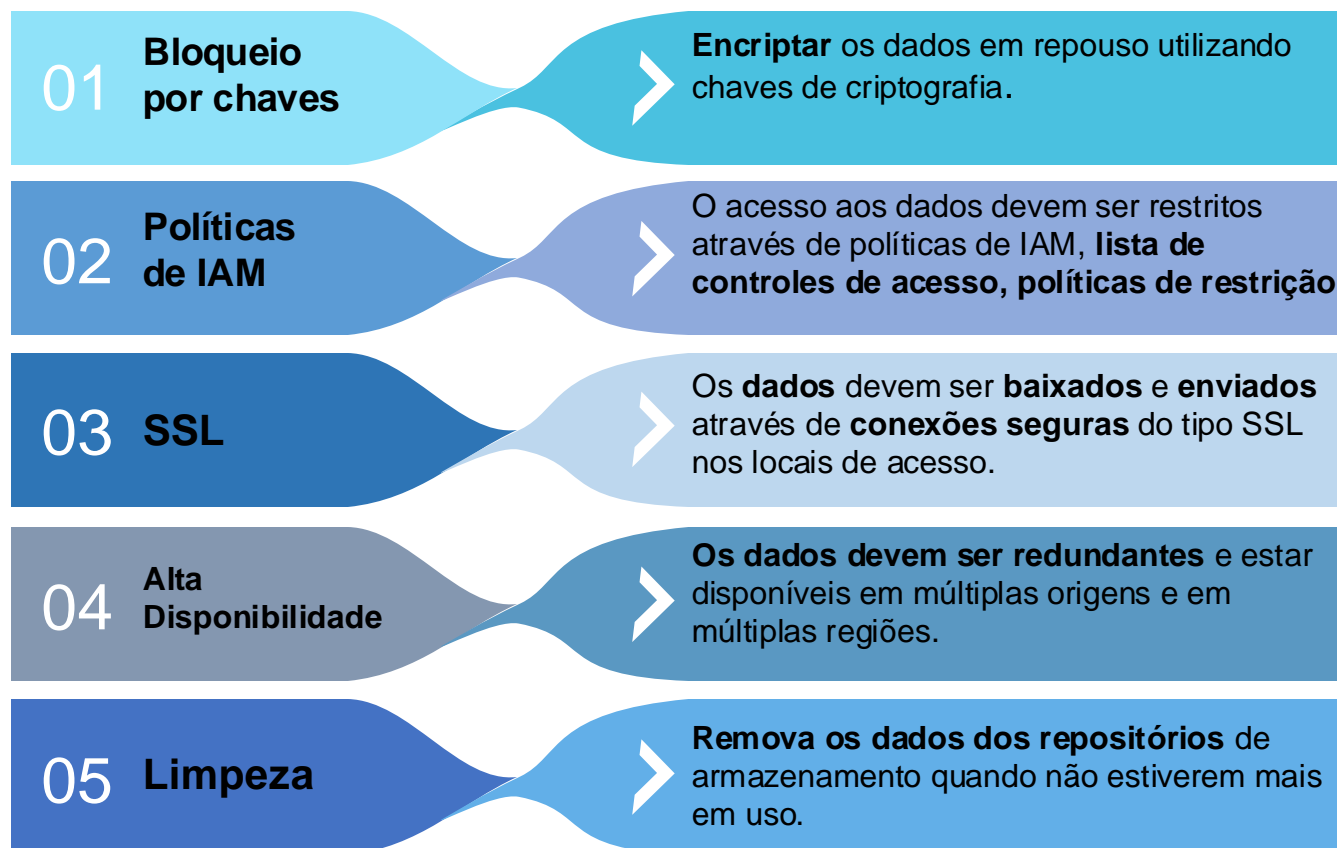 01
Bloqueio
por chaves
Encriptar os dados em repouso utilizando
chaves de criptografia.
02
Políticas
de IAM
O acesso aos dados devem ser restritos
através de políticas de IAM, lista de
controles de acesso, políticas de restrição
03
SSL
Os dados devem ser baixados e enviados
através de conexões seguras do tipo SSL
nos locais de acesso.
04
Alta
Disponibilidade
Os dados devem ser redundantes e estar
disponíveis em múltiplas origens e em
múltiplas regiões.
05
Limpeza
Remova os dados dos repositórios de
armazenamento quando não estiverem mais
em uso.